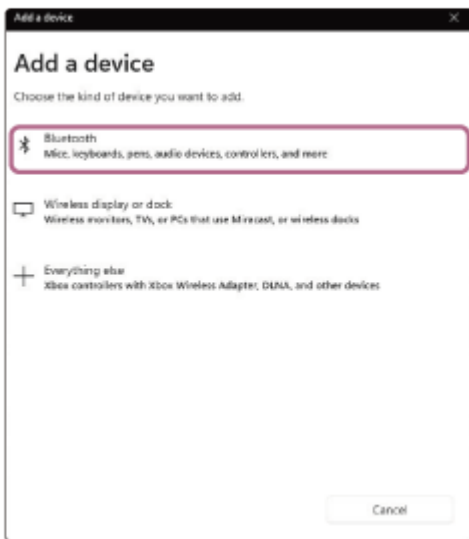 Add a device
Add a device
Choose the kind of device you want to add.
Bluetooth
Mice, keyboards, pens, audio devices, controllers, and more
Wireless display or dock
Wireless monitors, TVs, or PCs that use Miracast, or wireless docks
Everything else
Xbox controllers with Xbox Wireless Adapter, DLNA, and other devices
Cancel